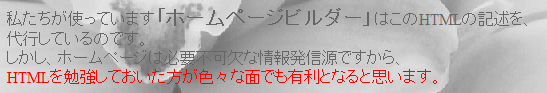 私たちが使っています「ホームページビルダー」はこのHTMLの記述を、
代行しているのです。
しかし、ホームページは必要不可欠な情報発信源ですから、
HTMLを勉強しておいた方が色々な面でも有利となると思います。